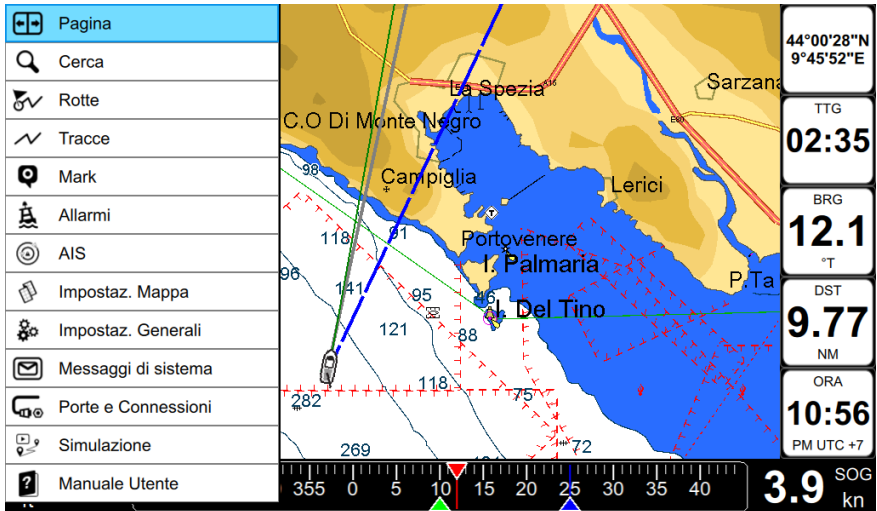 Pagina
Cerca
Rotte
Tracce
Mark
Allarmi
AIS
Impostaz. Mappa
Impostaz. Generali
Messaggi di sistema
Porte e Connessioni
Simulazione
Manuale Utente
La Spezia
A15
Sarzana
C.O Di Monte Negro
E80
98
Campiglia
Lerici
118
91
Portovenere
96
I. Palmaria
P.Ta
141
95
46
I. Del Tino
121
88
118
75
282
269
72
44°00'28"N
9°45'52"E
TTG
02:35
BRG
12.1
°T
DST
9.77
NM
ORA
10:56
PM UTC +7
355 0 5 10 15 20 25 30 35 40
3.9 SOG
kn